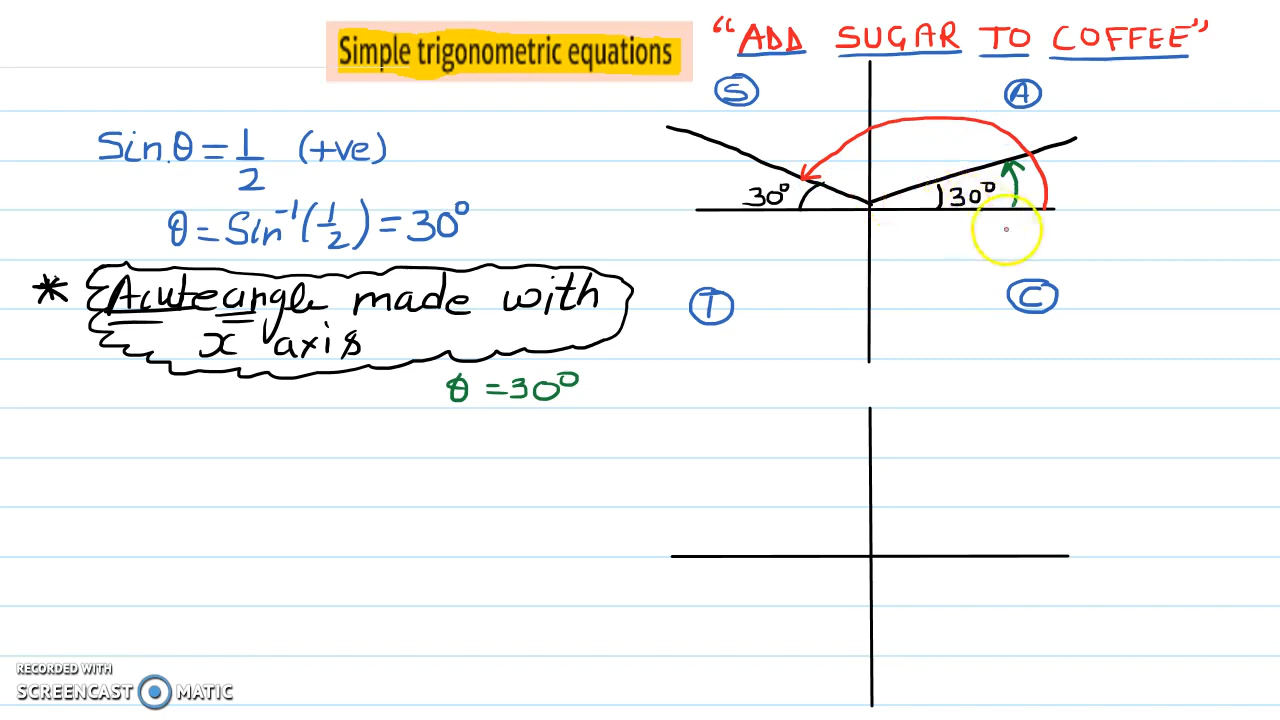 Simple trigonometric equations
"ADD SUGAR TO COFFEE"
S
A
Sin.θ = 1/2 (+ve)
θ = Sin⁻¹(1/2) = 30°
30°
30°
* Acute angle made with
x axis
T
C
θ = 30°
RECORDED WITH
SCREENCAST MATIC